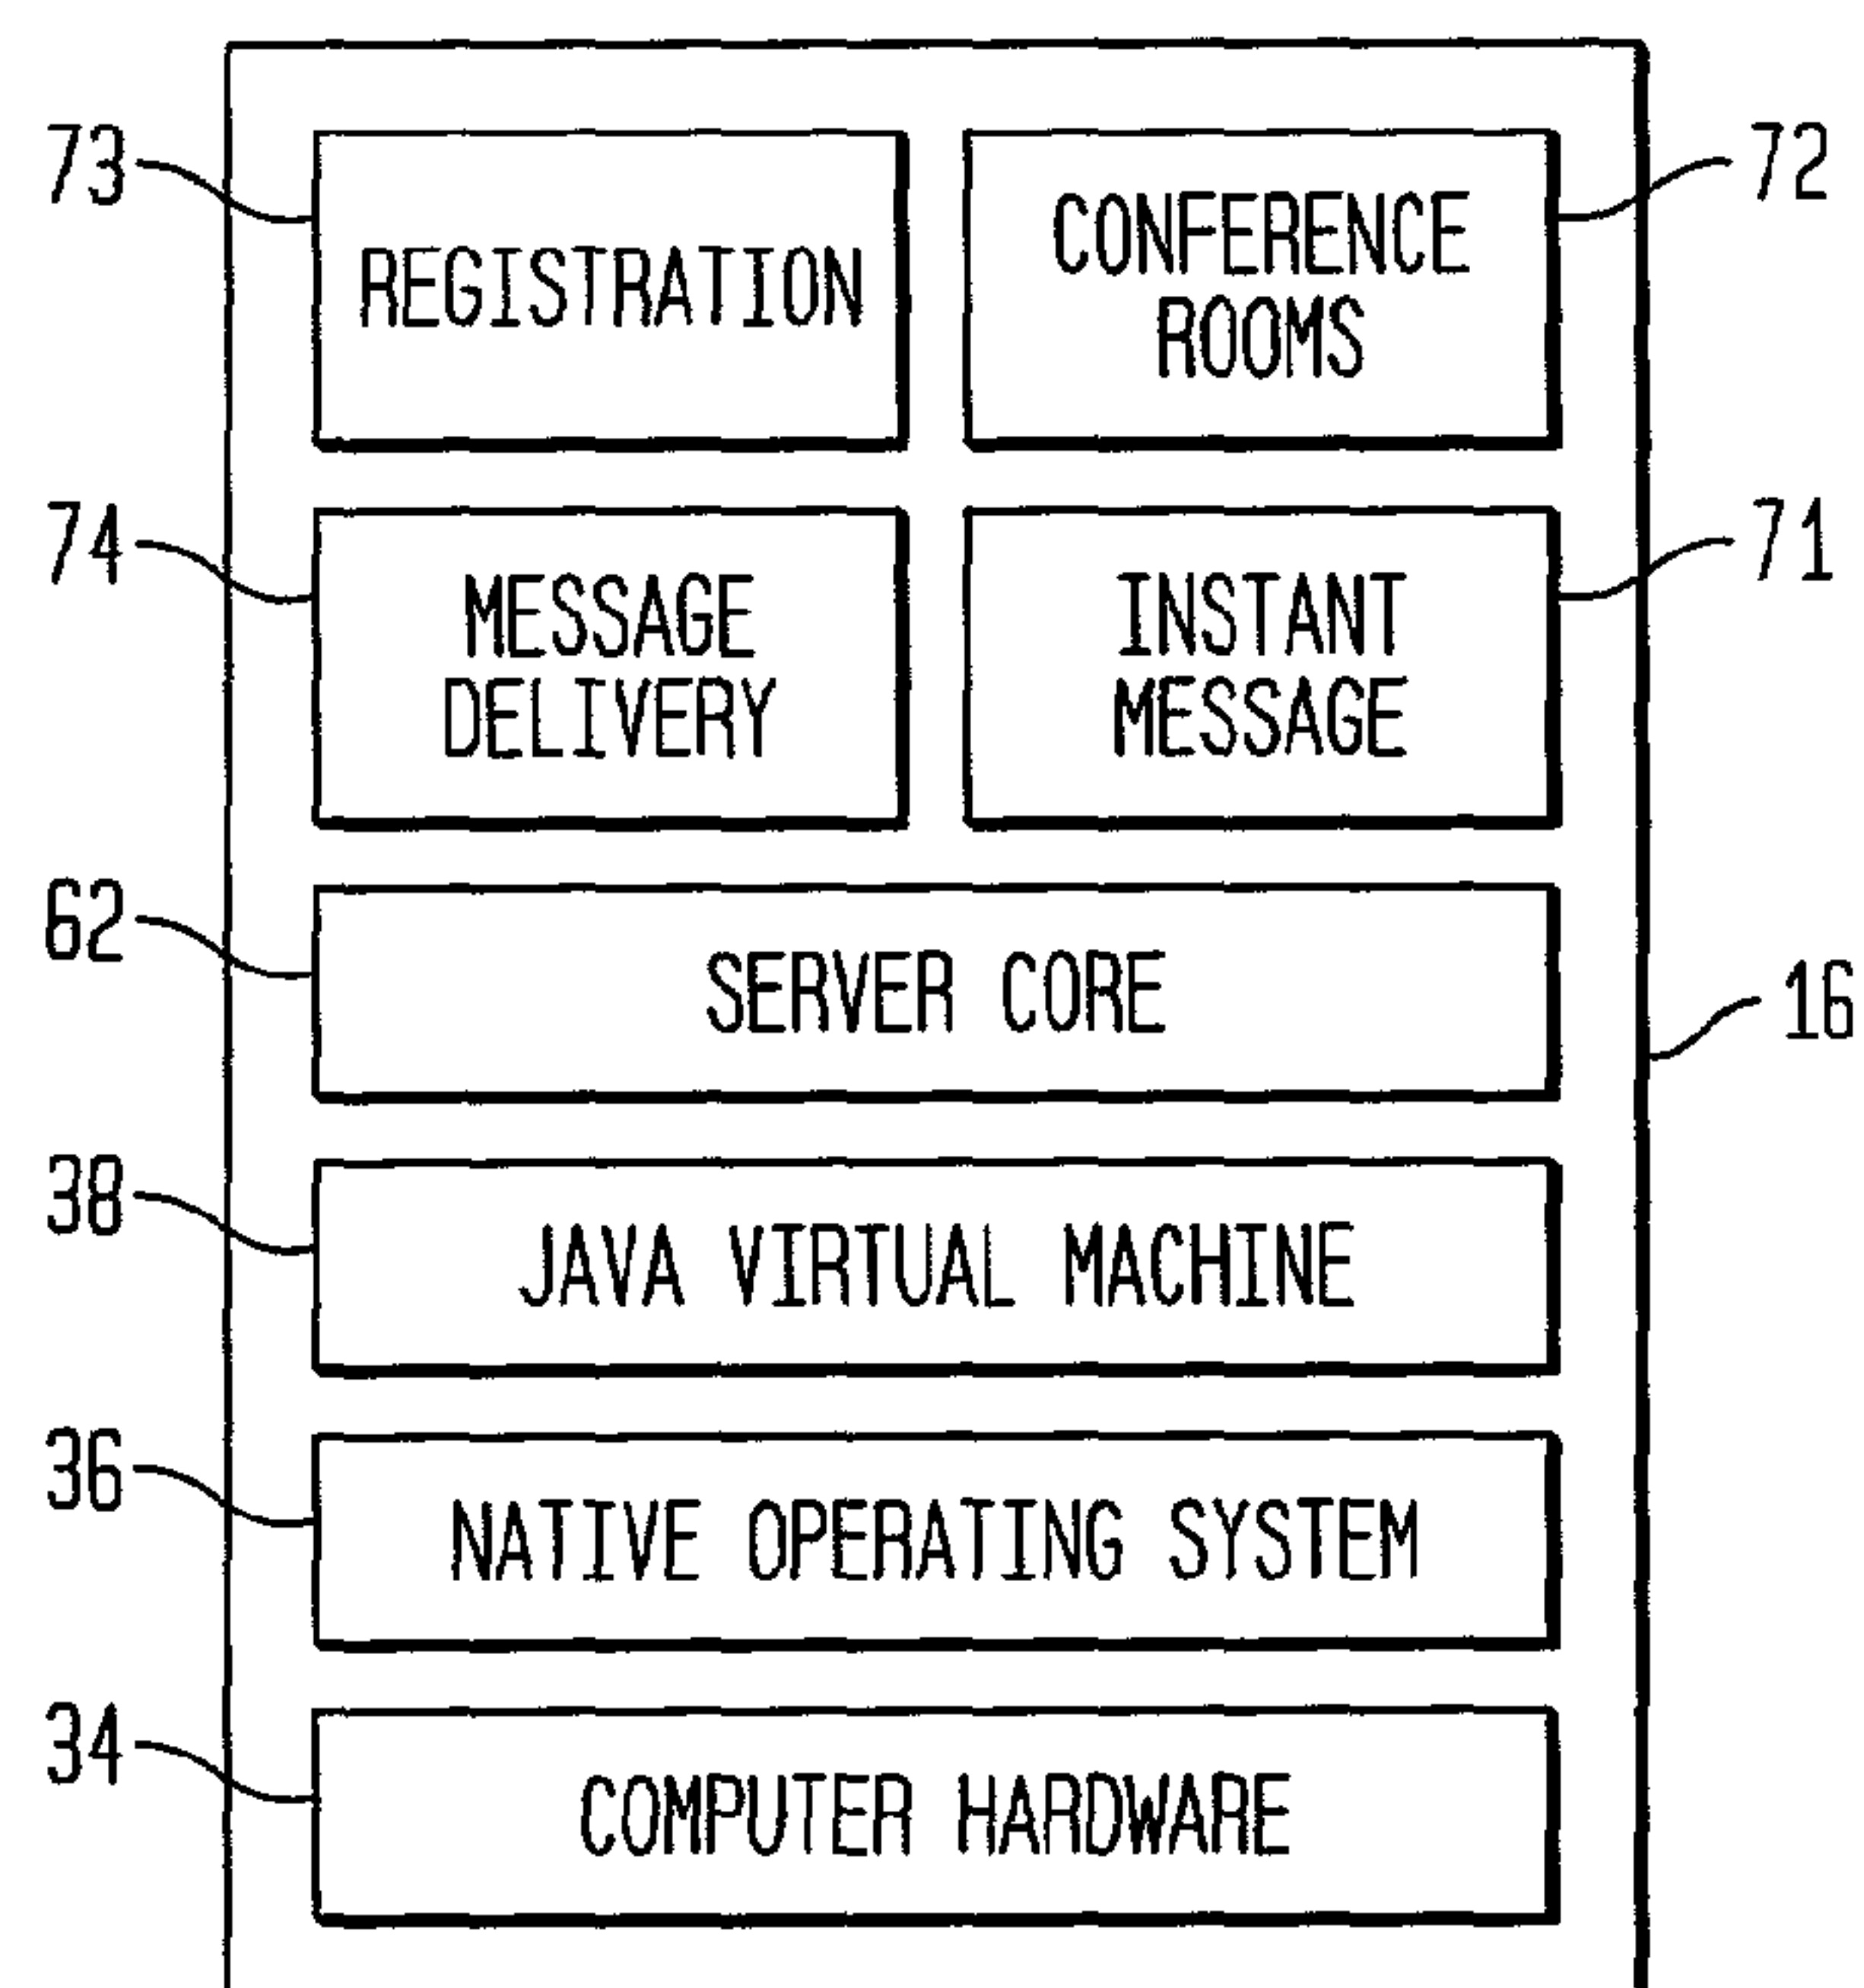 73
REGISTRATION
CONFERENCE
ROOMS
72
74
MESSAGE
DELIVERY
INSTANT
MESSAGE
71
62
SERVER CORE
16
38
JAVA VIRTUAL MACHINE
36
NATIVE OPERATING SYSTEM
34
COMPUTER HARDWARE